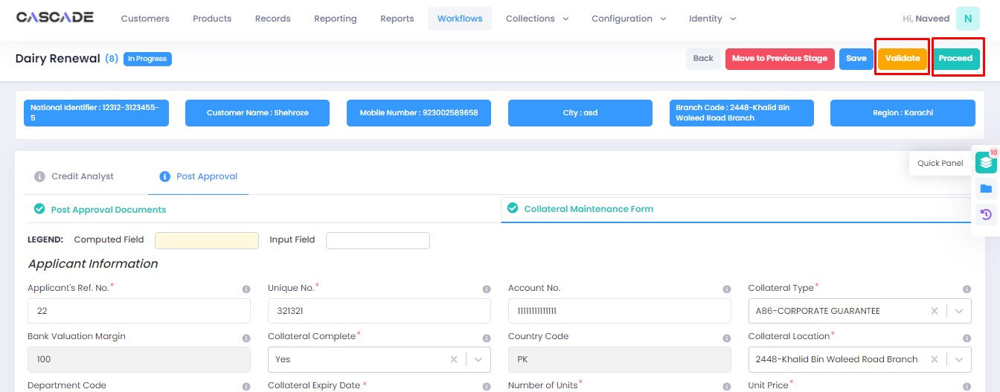 CASCADE Customers Products Records Reporting Reports Workflows Collections Configuration Identity Hi, Naveed N
Dairy Renewal (8) In Progress Back Move to Previous Stage Save Validate Proceed
National Identifier : 12312-3123455-
5
Customer Name : Shehroze
Mobile Number : 923002589658
City : asd
Branch Code : 2448-Khalid Bin
Waleed Road Branch
Region : Karachi
Quick Panel 10
Credit Analyst Post Approval
Post Approval Documents Collateral Maintenance Form
LEGEND: Computed Field Input Field
Applicant Information
Applicant's Ref. No.* Unique No.* Account No. Collateral Type*
22 321321 11111111111111 A86-CORPORATE GUARANTEE
Bank Valuation Margin Collateral Complete* Country Code Collateral Location*
100 Yes PK 2448-Khalid Bin Waleed Road Branch
Department Code Collateral Expiry Date * Number of Units* Unit Price*